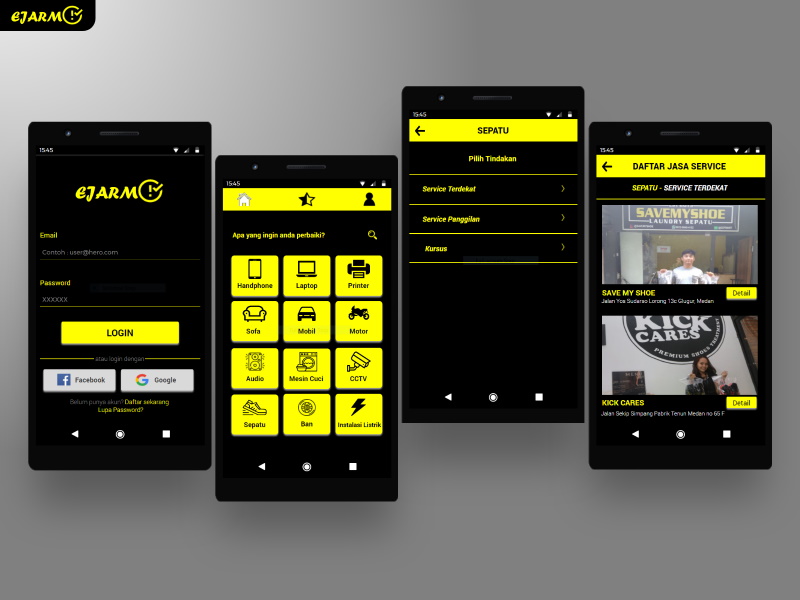 EJARMO
15:45
EJARMO
Email
Contoh : user@hero.com
Password
XXXXXX
LOGIN
atau login dengan
Facebook
Google
Belum punya akun? Daftar sekarang
Lupa Password?
15:45
Apa yang ingin anda perbaiki?
Handphone
Laptop
Printer
Sofa
Mobil
Motor
Audio
Mesin Cuci
CCTV
Sepatu
Ban
Instalasi Listrik
15:45
SEPATU
Pilih Tindakan
Service Terdekat
Service Panggilan
Kursus
15:45
DAFTAR JASA SERVICE
SEPATU - SERVICE TERDEKAT
SAVEMYSHOE
LAUNDRY SEPATU
SAVE MY SHOE
Detail
Jalan Yos Sudarso Lorong 13c Glugur, Medan
KICK
CARES
PREMIUM SHOES TREATMENT
KICK CARES
Detail
Jalan Sekip Simpang Pabrik Tenun Medan no 65 F